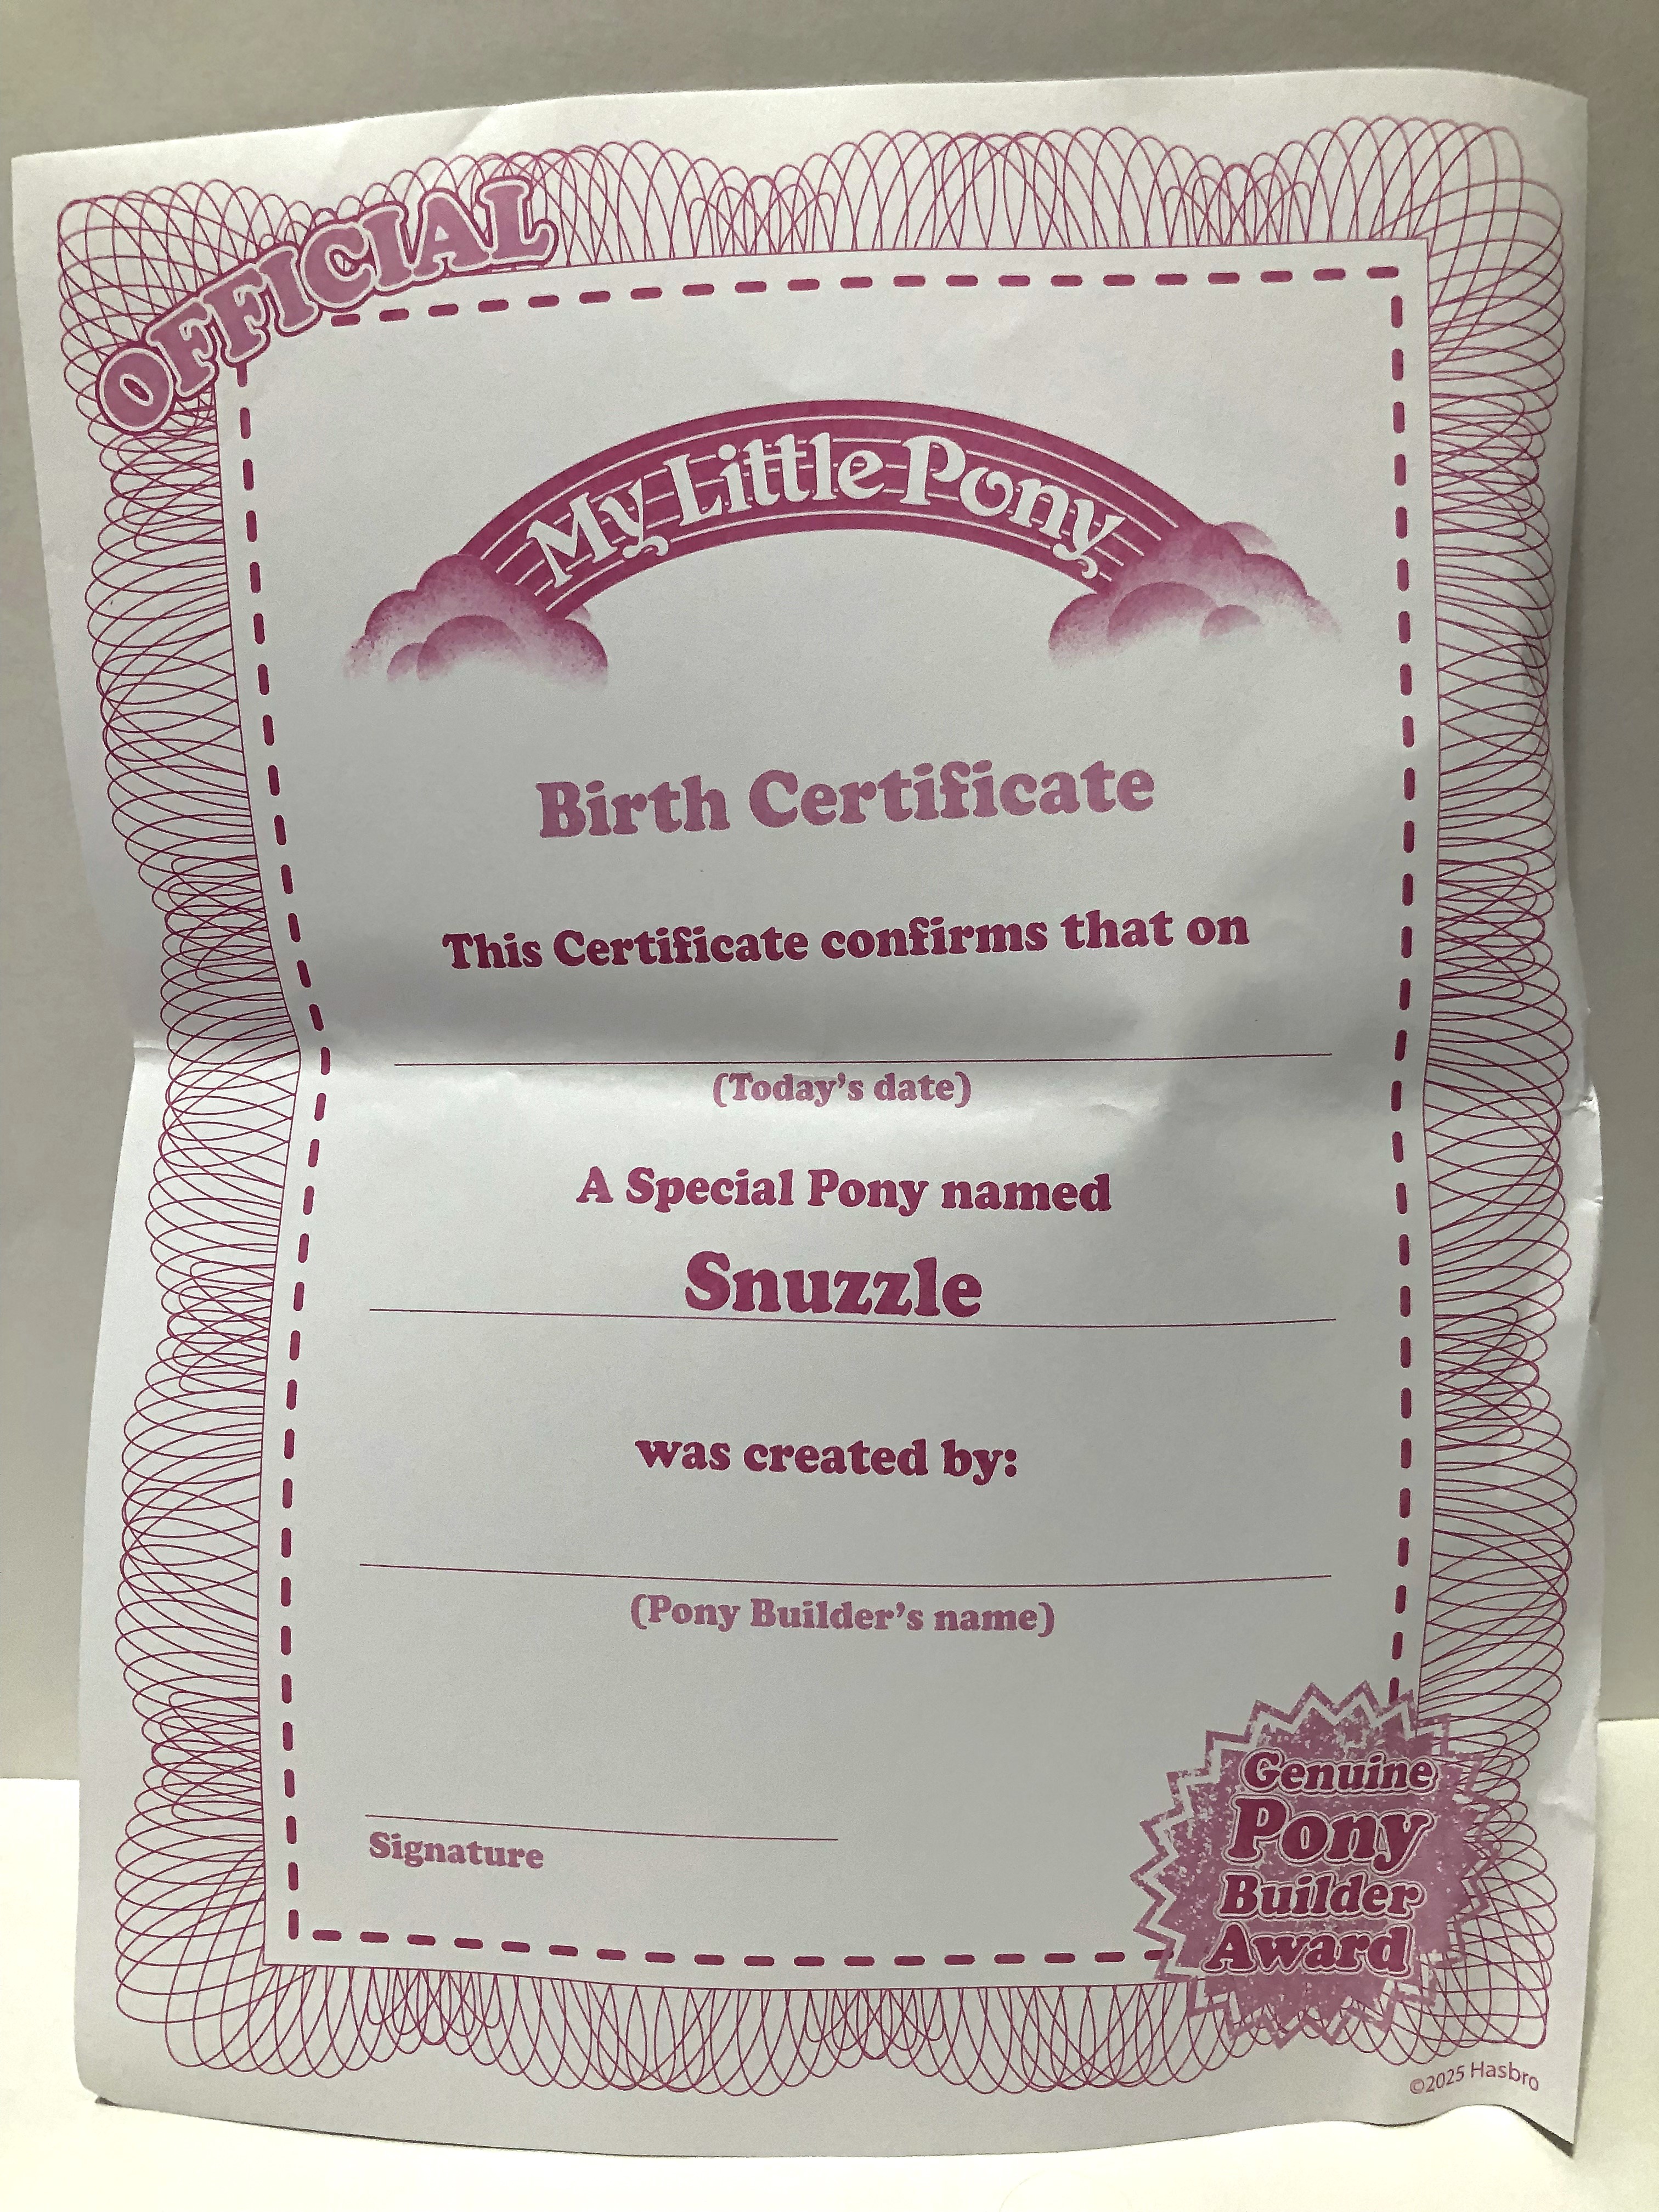 OFFICIAL
My Little Pony
Birth Certificate
This Certificate confirms that on
(Today's date)
A Special Pony named
Snuzzle
was created by:
(Pony Builder's name)
Signature
Genuine
Pony
Builder
Award
©2025 Hasbro